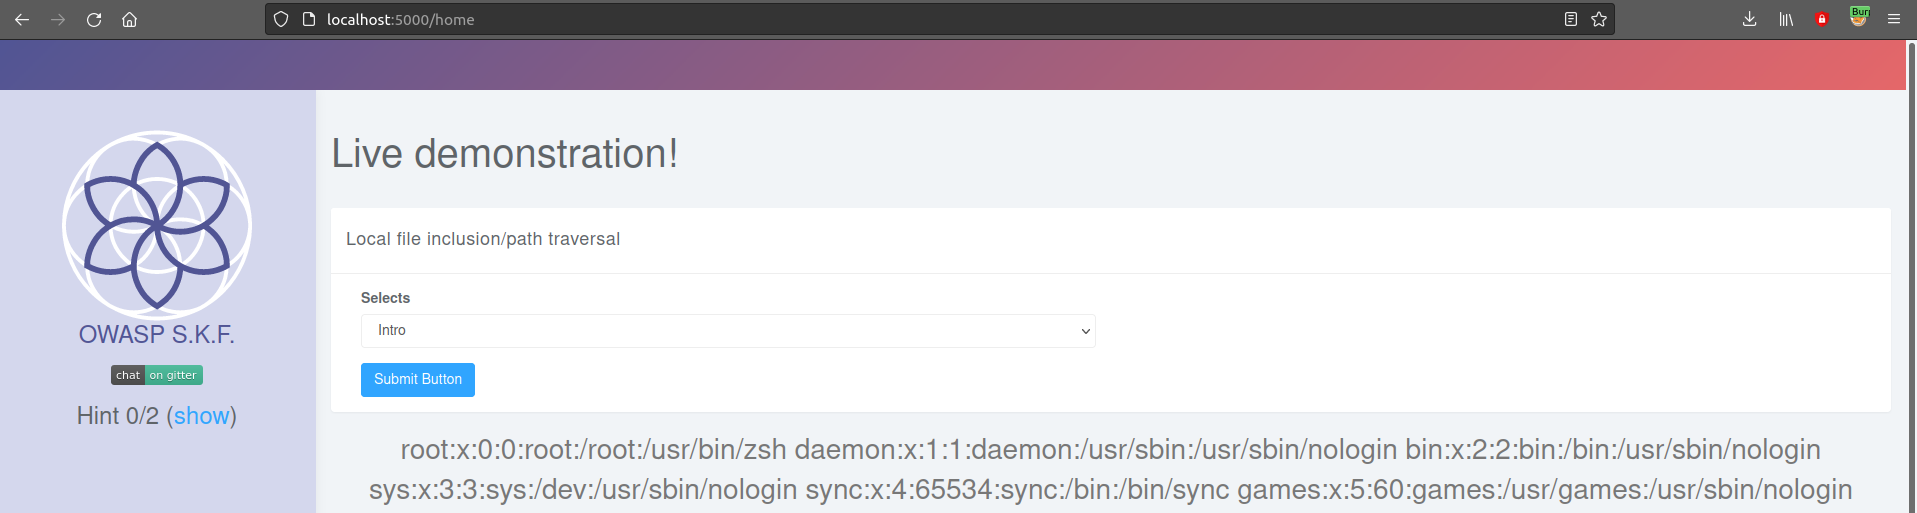 localhost:5000/home
Bur
Live demonstration!
Local file inclusion/path traversal
Selects
Intro
Submit Button
OWASP S.K.F.
chat on gitter
Hint 0/2 (show)
root:x:0:0:root:/root:/usr/bin/zsh daemon:x:1:1:daemon:/usr/sbin:/usr/sbin/nologin bin:x:2:2:bin:/bin:/usr/sbin/nologin
sys:x:3:3:sys:/dev:/usr/sbin/nologin sync:x:4:65534:sync:/bin:/bin/sync games:x:5:60:games:/usr/games:/usr/sbin/nologin